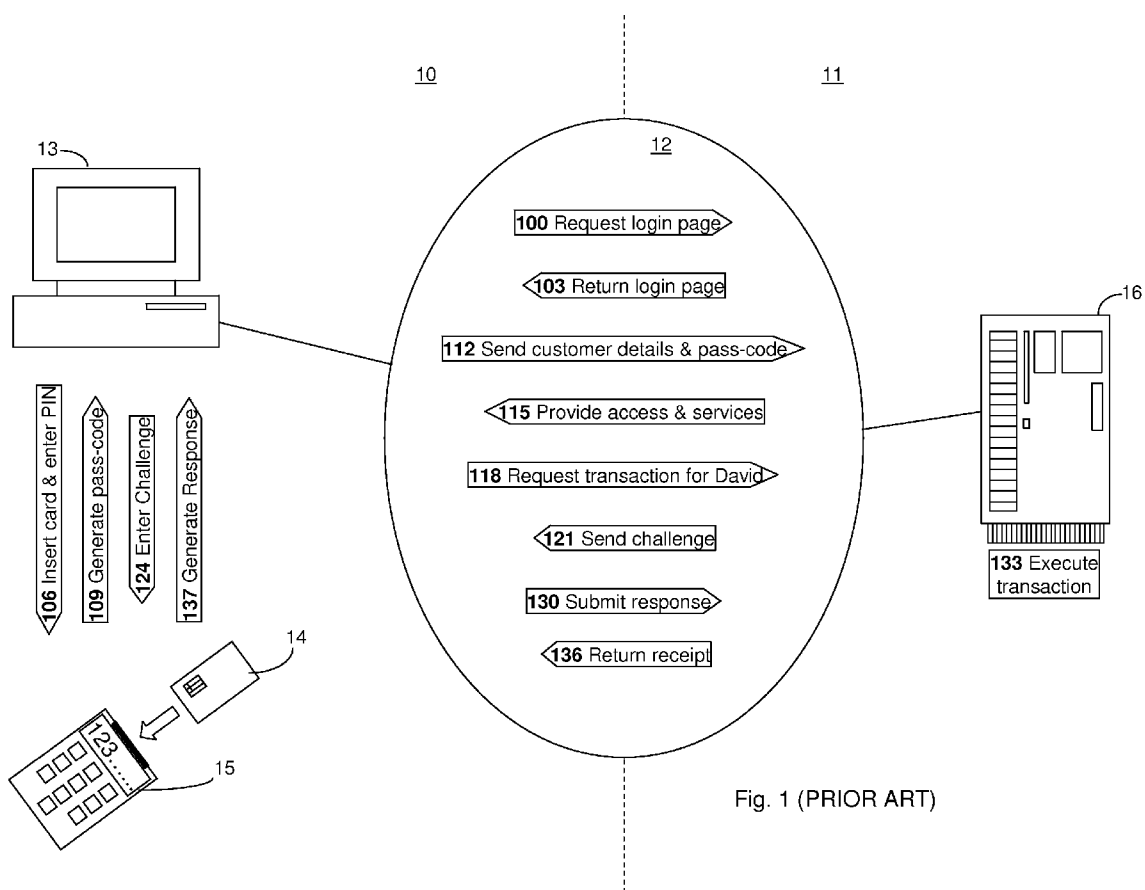 10
11
12
13
100 Request login page
103 Return login page
16
112 Send customer details & pass-code
115 Provide access & services
118 Request transaction for David
121 Send challenge
130 Submit response
136 Return receipt
106 Insert card & enter PIN
109 Generate pass-code
124 Enter Challenge
137 Generate Response
133 Execute
transaction
14
123......
15
Fig. 1 (PRIOR ART)